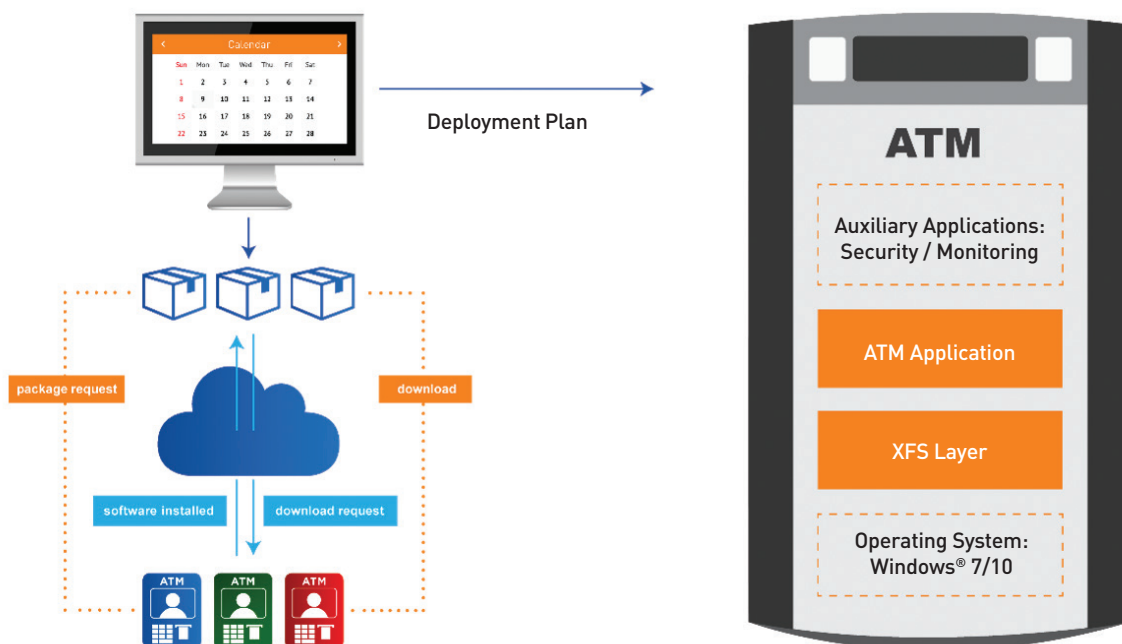 Calendar
Sun Mon Tue Wed Thu Fri Sat
1 2 3 4 5 6 7
8 9 10 11 12 13 14
15 16 17 18 19 20 21
22 23 24 25 26 27 28
Deployment Plan
package request
download
software installed
download request
ATM
ATM
ATM
ATM
Auxiliary Applications:
Security / Monitoring
ATM Application
XFS Layer
Operating System:
Windows® 7/10